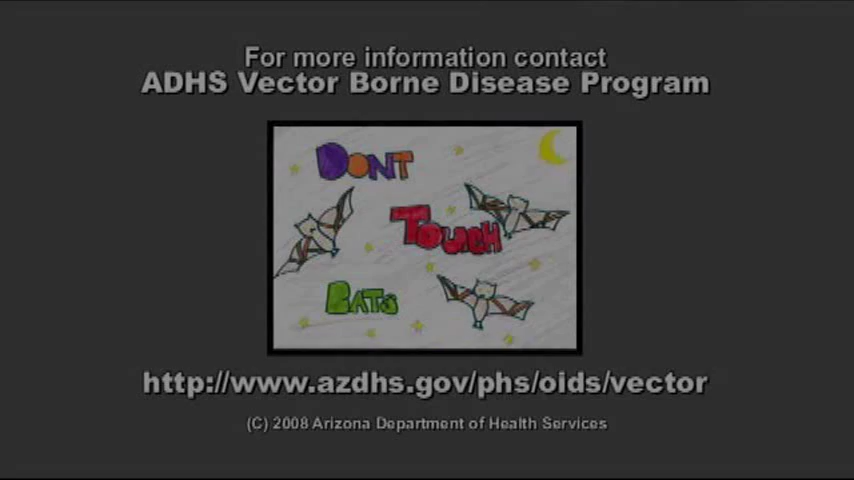 For more information contact
ADHS Vector Borne Disease Program
DONT
TOUCH
BATS
http://www.azdhs.gov/phs/oids/vector
(C) 2008 Arizona Department of Health Services